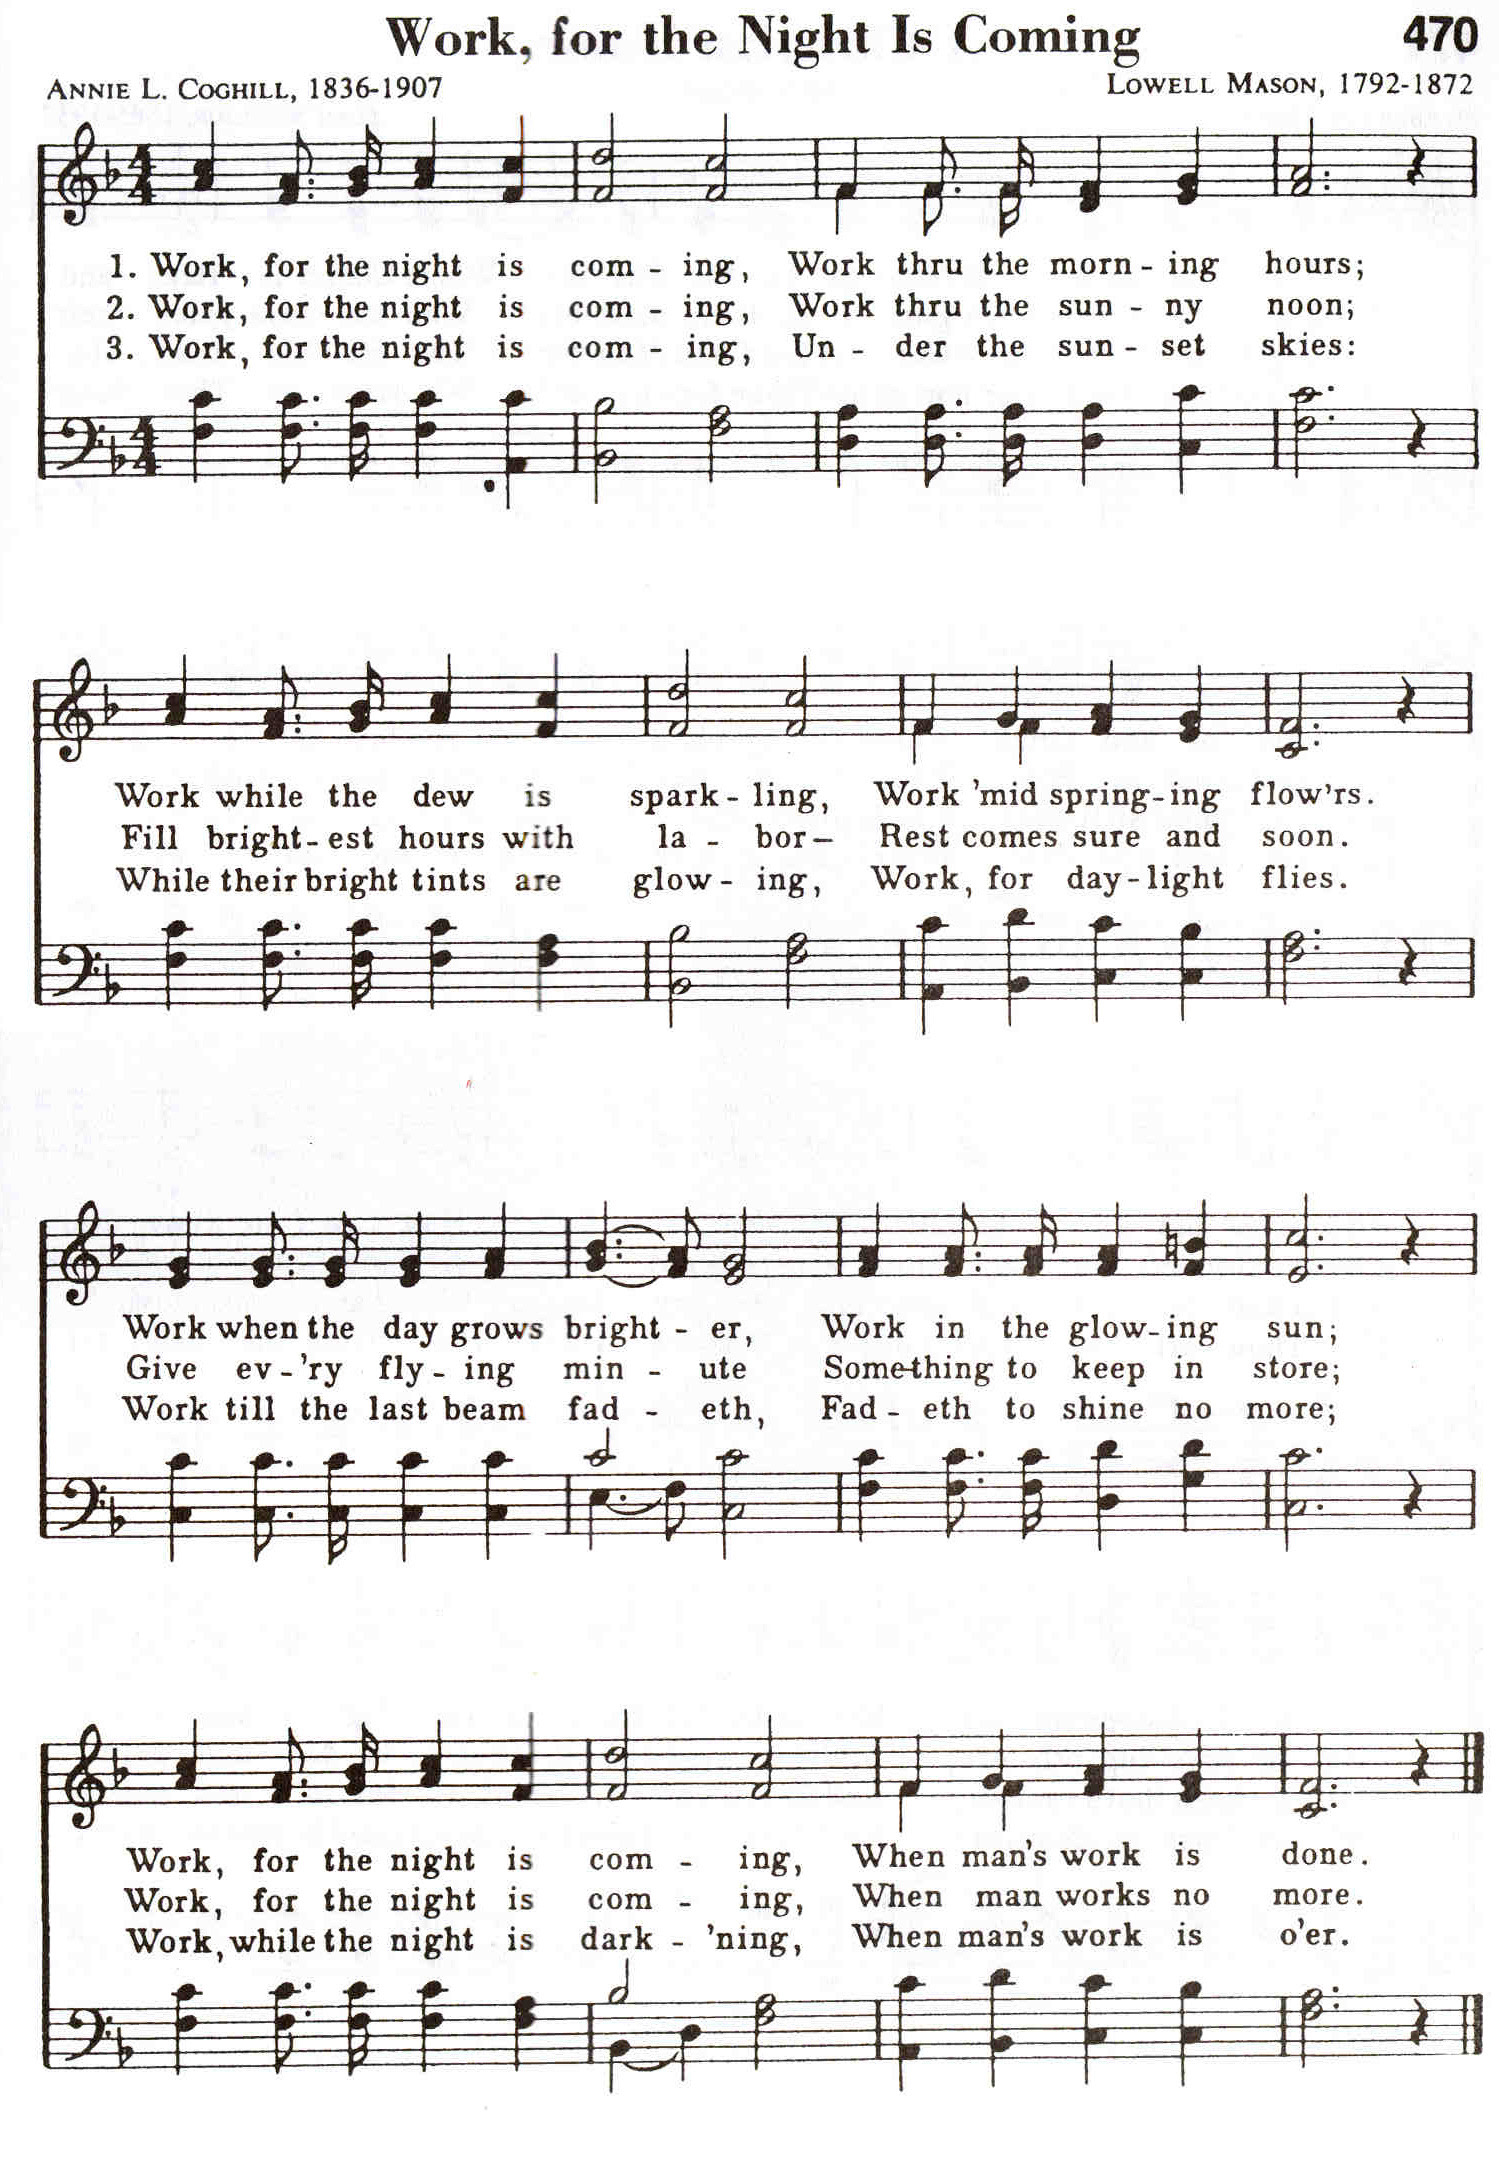 Work, for the Night Is Coming 470
ANNIE L. COGHILL, 1836-1907 LOWELL MASON, 1792-1872
1. Work, for the night is com - ing, Work thru the morn - ing hours;
2. Work, for the night is com - ing, Work thru the sun - ny noon;
3. Work, for the night is com - ing, Un - der the sun - set skies:
Work while the dew is spark - ling, Work 'mid spring - ing flow'rs.
Fill bright - est hours with la - bor— Rest comes sure and soon.
While their bright tints are glow - ing, Work, for day - light flies.
Work when the day grows bright - er, Work in the glow - ing sun;
Give ev - 'ry fly - ing min - ute Some-thing to keep in store;
Work till the last beam fad - eth, Fad - eth to shine no more;
Work, for the night is com - ing, When man's work is done.
Work, for the night is com - ing, When man works no more.
Work, while the night is dark - 'ning, When man's work is o'er.